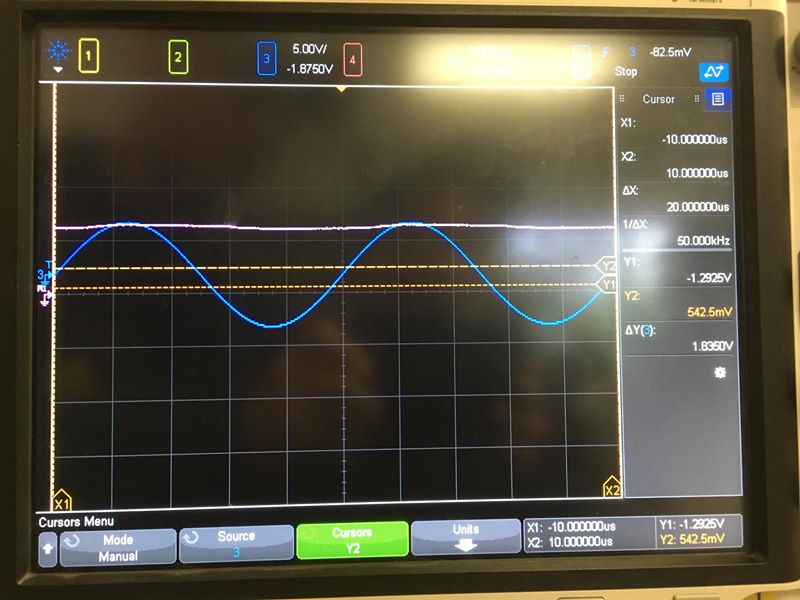 1
2
3
5.00V/
-1.8750V
4
3
-82.5mV
Stop
Cursor
X1:
-10.000000us
X2:
10.000000us
ΔX:
20.000000us
1/ΔX:
50.000kHz
Y1:
-1.2925V
Y2:
542.5mV
ΔY(3):
1.8350V
T
3
M1
Y2
Y1
X1
X2
Cursors Menu
Mode
Manual
Source
3
Cursors
Y2
Units
X1: -10.000000us
X2: 10.000000us
Y1: -1.2925V
Y2: 542.5mV